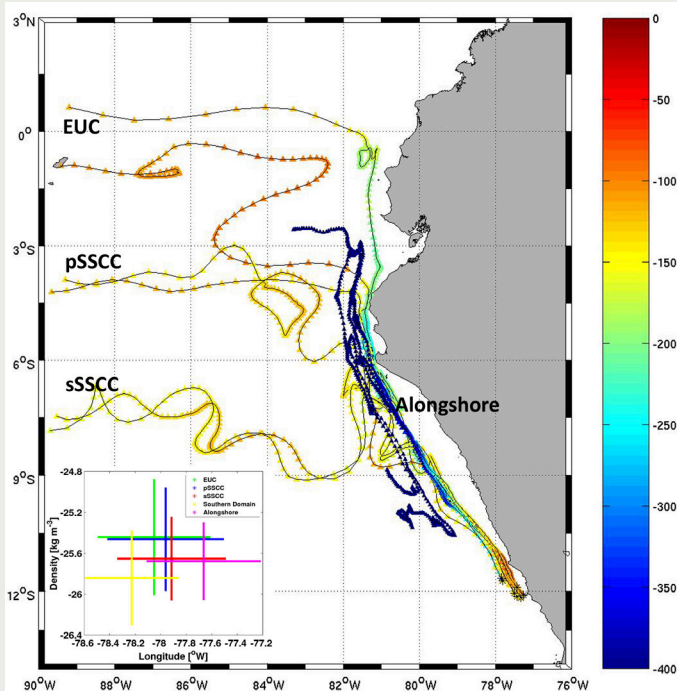 3°N
0°
3°S
6°S
9°S
12°S
90°W 88°W 86°W 84°W 82°W 80°W 78°W 76°W
EUC
pSSCC
sSSCC
Alongshore
0
-50
-100
-150
-200
-250
-300
-350
-400
-24.8
-25.2
-25.6
-26
-26.4
Density [kg m-3]
EUC
pSSCC
sSSCC
Southern Domain
Alongshore
-78.6 -78.4 -78.2 -78 -77.8 -77.6 -77.4 -77.2
Longitude [°W]